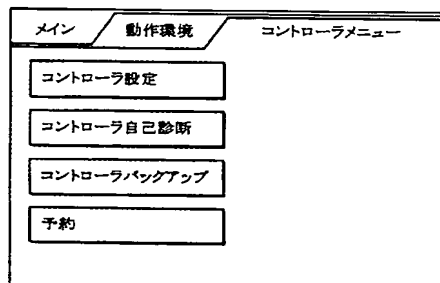 メイン 動作環境 コントローラメニュー
コントローラ設定
コントローラ自己診断
コントローラバッグアップ
予約